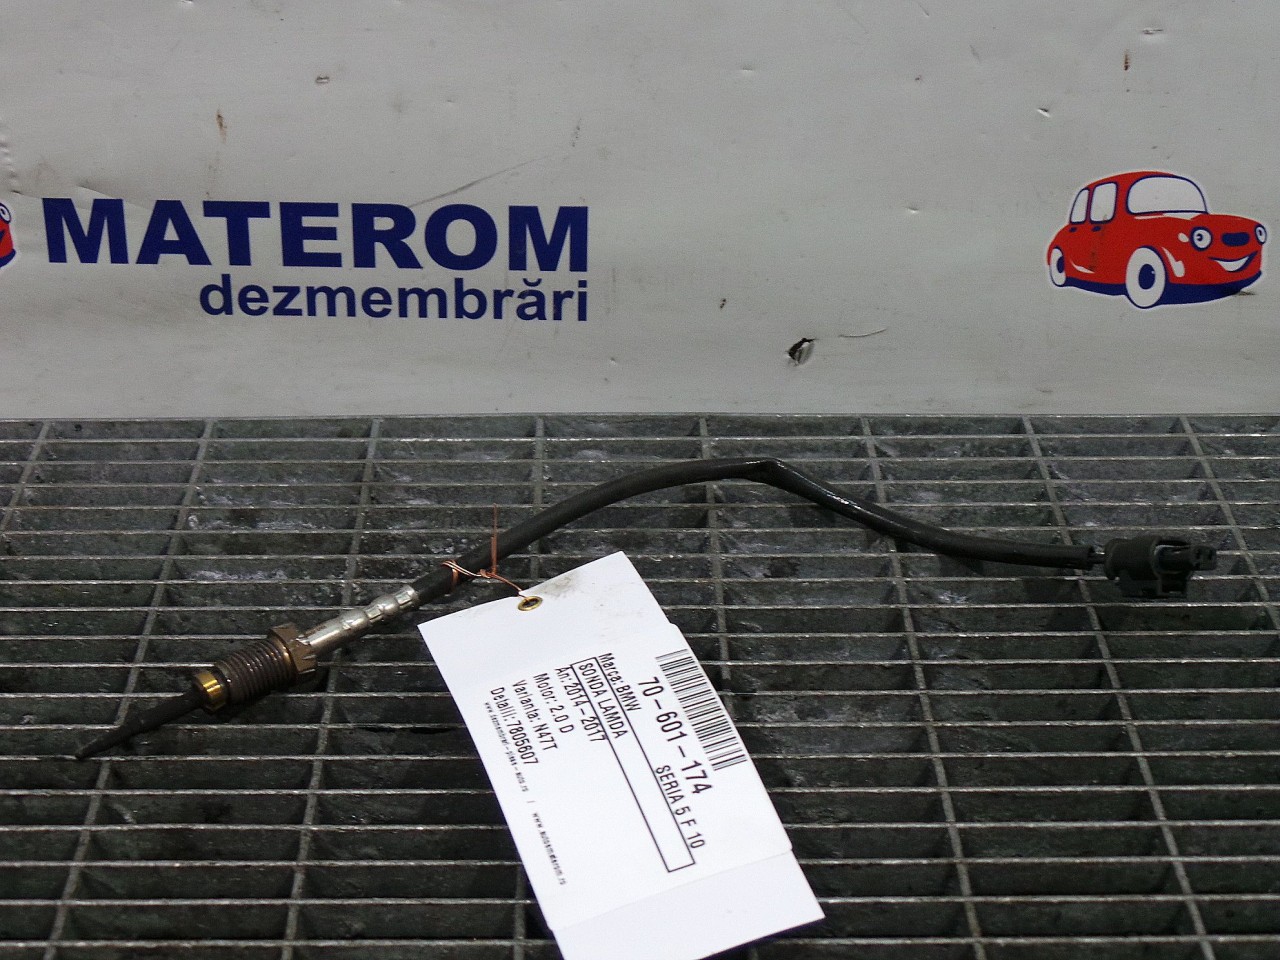 MATEROM
dezmembrări
70-601-174
Marca: BMW SERIA 5 F 10
SONDA LAMDA
An: 2014-2017
Motor: 2.0 D
Varianta: N47T
Detalii: 7805607